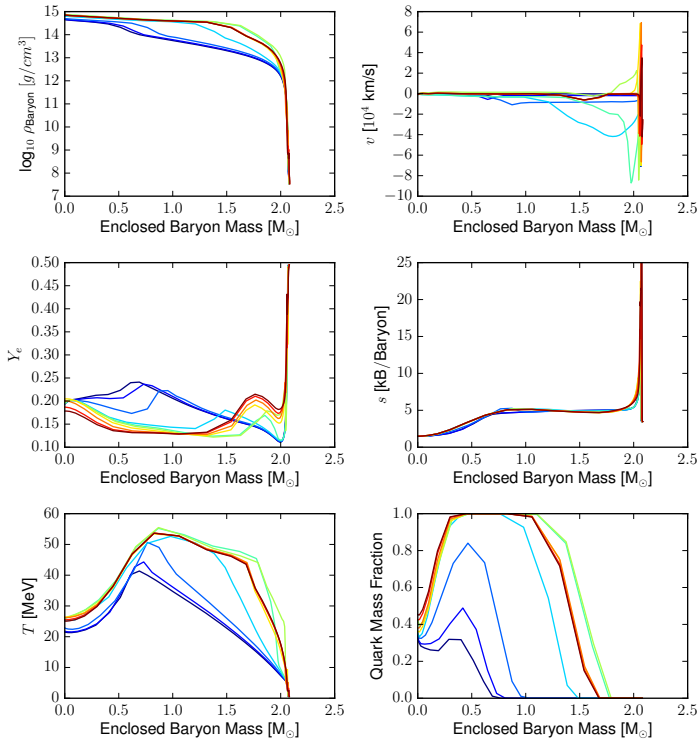 15
14
13
12
11
10
9
8
7
0.0 0.5 1.0 1.5 2.0 2.5
log₁₀ ρBaryon [g/cm³]
Enclosed Baryon Mass [M⊙]
8
6
4
2
0
−2
−4
−6
−8
−10
0.0 0.5 1.0 1.5 2.0 2.5
v [10⁴ km/s]
Enclosed Baryon Mass [M⊙]
0.50
0.45
0.40
0.35
0.30
0.25
0.20
0.15
0.10
0.0 0.5 1.0 1.5 2.0 2.5
Yₑ
Enclosed Baryon Mass [M⊙]
25
20
15
10
5
0
0.0 0.5 1.0 1.5 2.0 2.5
s [kB/Baryon]
Enclosed Baryon Mass [M⊙]
60
50
40
30
20
10
0
0.0 0.5 1.0 1.5 2.0 2.5
T [MeV]
Enclosed Baryon Mass [M⊙]
1.0
0.8
0.6
0.4
0.2
0.0
0.0 0.5 1.0 1.5 2.0 2.5
Quark Mass Fraction
Enclosed Baryon Mass [M⊙]